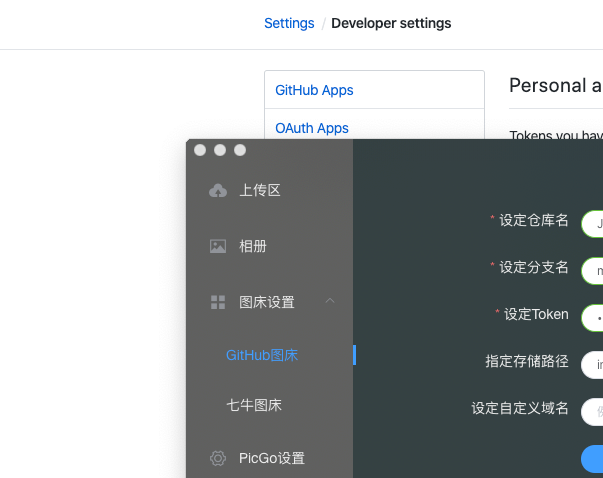 Settings / Developer settings
GitHub Apps
Personal a
OAuth Apps
Tokens you hav
上传区
相册
图床设置
GitHub图床
七牛图床
PicGo设置
* 设定仓库名
* 设定分支名
* 设定Token
指定存储路径
设定自定义域名